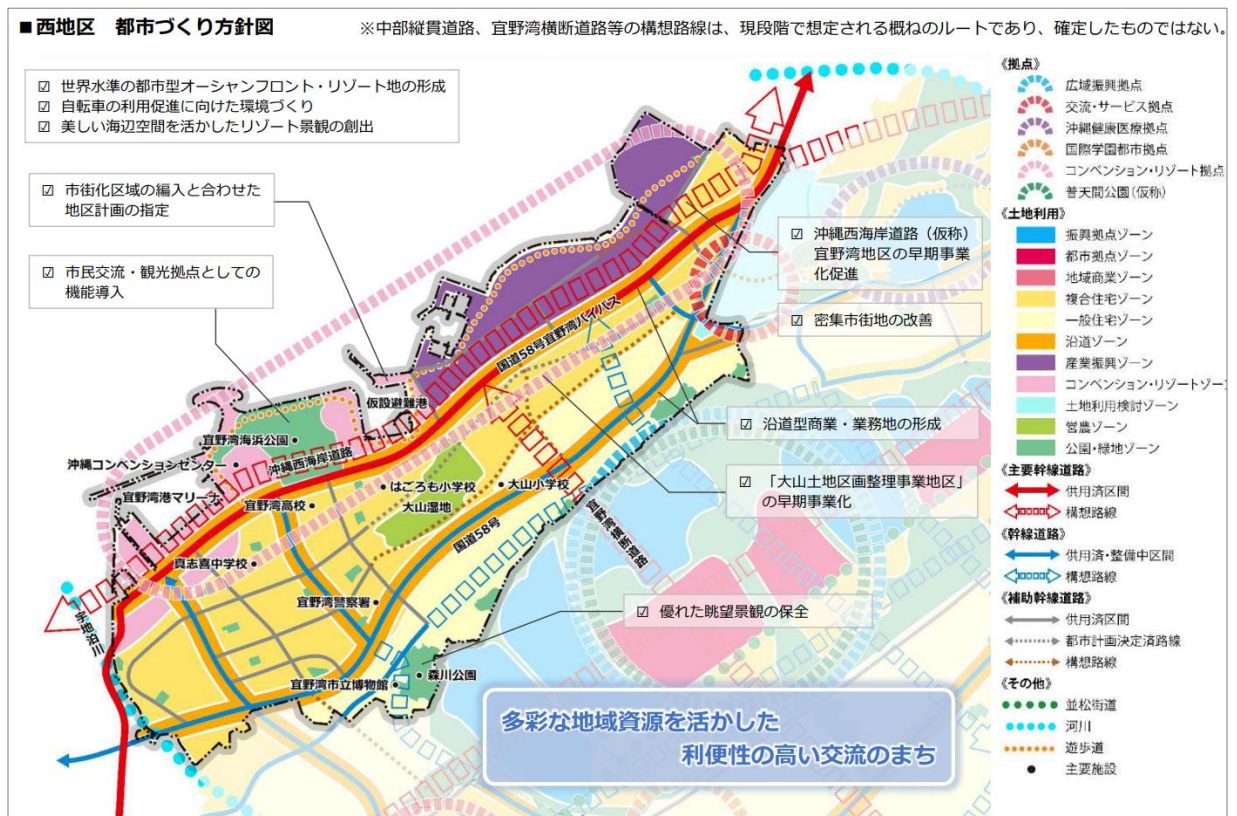 ■西地区 都市づくり方針図
※中部縦貫道路、宜野湾横断道路等の構想路線は、現段階で想定される概ねのルートであり、確定したものではない。
☑ 世界水準の都市型オーシャンフロント・リゾート地の形成
☑ 自転車の利用促進に向けた環境づくり
☑ 美しい海辺空間を活かしたリゾート景観の創出
☑ 市街化区域の編入と合わせた
地区計画の指定
☑ 市民交流・観光拠点としての
機能導入
☑ 沖縄西海岸道路（仮称）
宜野湾地区の早期事業
化促進
☑ 密集市街地の改善
☑ 沿道型商業・業務地の形成
☑ 「大山土地区画整理事業地区」
の早期事業化
☑ 優れた眺望景観の保全
国道58号宜野湾バイパス
仮設避難港
宜野湾海浜公園
沖縄コンベンションセンター
沖縄西海岸道路
宜野湾港マリーナ
宜野湾高校
はごろも小学校
大山湿地
大山小学校
国道58号
宜野湾横断道路
真志喜中学校
宜野湾警察署
宇地泊川
宜野湾市立博物館
森川公園
多彩な地域資源を活かした
利便性の高い交流のまち
《拠点》
広域振興拠点
交流・サービス拠点
沖縄健康医療拠点
国際学園都市拠点
コンベンション・リゾート拠点
普天間公園（仮称）
《土地利用》
振興拠点ゾーン
都市拠点ゾーン
地域商業ゾーン
複合住宅ゾーン
一般住宅ゾーン
沿道ゾーン
産業振興ゾーン
コンベンション・リゾートゾーン
土地利用検討ゾーン
営農ゾーン
公園・緑地ゾーン
《主要幹線道路》
供用済区間
構想路線
《幹線道路》
供用済・整備中区間
構想路線
《補助幹線道路》
供用済区間
都市計画決定済路線
構想路線
《その他》
並松街道
河川
遊歩道
主要施設